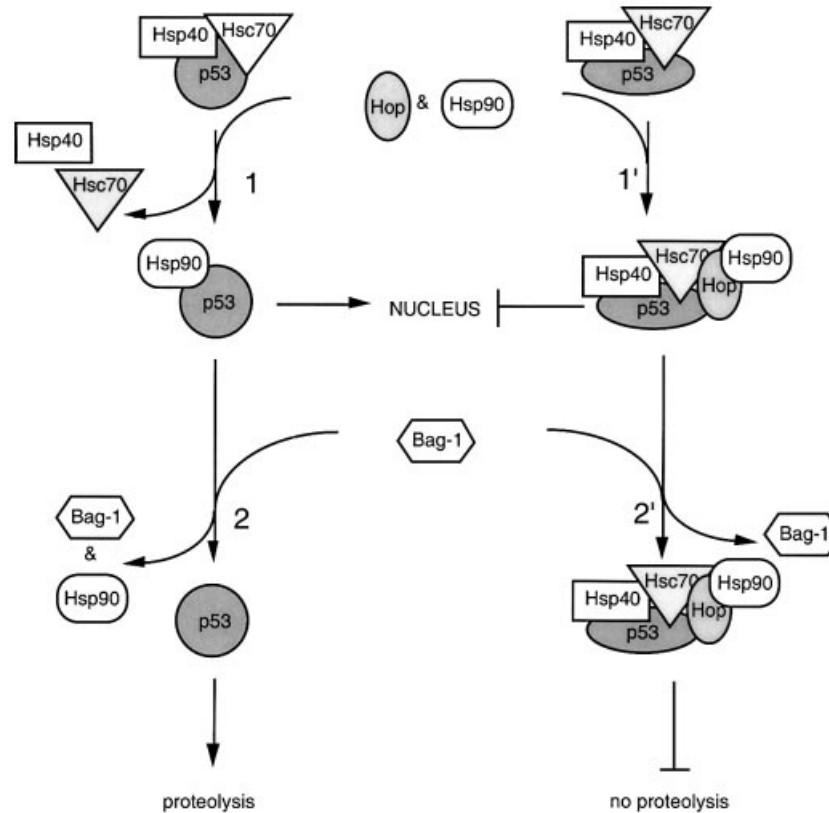 Hsp40
Hsc70
p53
Hsp40
Hsc70
p53
Hop
&
Hsp90
Hsp40
Hsc70
1
1'
Hsp90
p53
NUCLEUS
Hsp40
Hsc70
Hop
Hsp90
p53
Bag-1
Bag-1
&
Hsp90
2
2'
Bag-1
p53
Hsp40
Hsc70
Hop
Hsp90
p53
proteolysis
no proteolysis